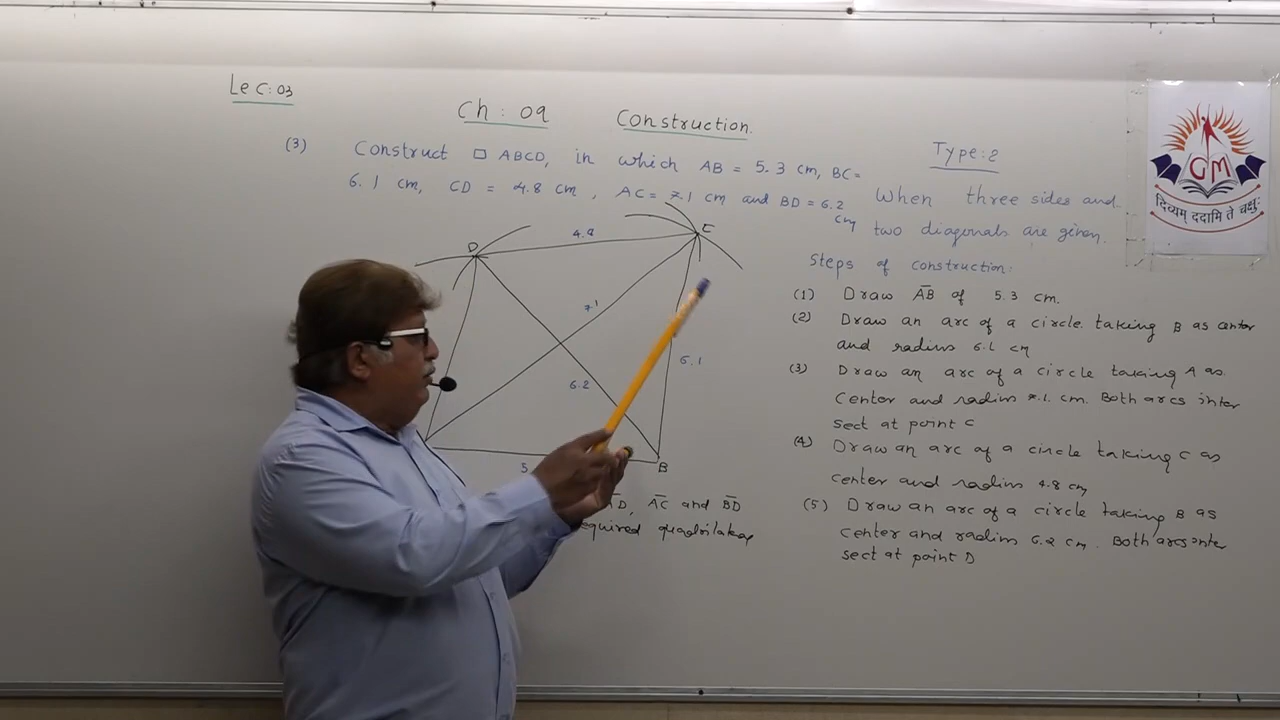 Lec:03
Ch: 09 Construction.
(3) Construct □ ABCD, in which AB = 5.3 cm, BC =
6.1 cm, CD = 4.8 cm, AC = 7.1 cm and BD = 6.2
cm
Type:2
When three sides and
two diagonals are given.
Steps of construction:
(1) Draw AB of 5.3 cm.
(2) Draw an arc of a circle taking B as center
and radius 6.1 cm
(3) Draw an arc of a circle taking A as
Center and radius 7.1 cm. Both arcs inter
sect at point C
(4) Draw an arc of a circle taking C as
center and radius 4.8 cm
(5) Draw an arc of a circle taking B as
center and radius 6.2 cm. Both arcs inter
sect at point D
D
C
4.8
7.1
6.2
6.1
5
B
D, AC and BD
equired quadrilateral
GM
दिव्यम् ददामि ते चक्षुः